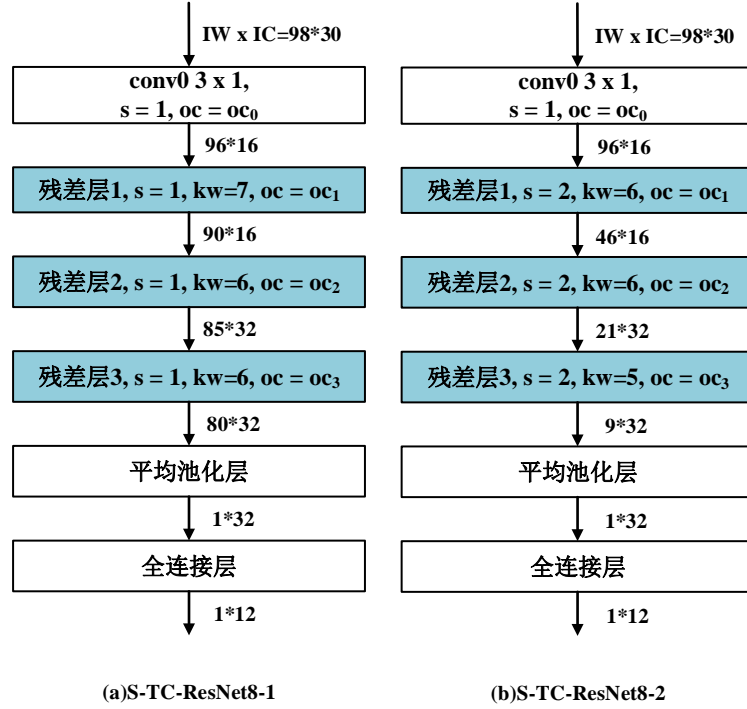 IW x IC=98*30
conv0 3 x 1,
s = 1, oc = oc₀
96*16
残差层1, s = 1, kw=7, oc = oc₁
90*16
残差层2, s = 1, kw=6, oc = oc₂
85*32
残差层3, s = 1, kw=6, oc = oc₃
80*32
平均池化层
1*32
全连接层
1*12
(a)S-TC-ResNet8-1
IW x IC=98*30
conv0 3 x 1,
s = 1, oc = oc₀
96*16
残差层1, s = 2, kw=6, oc = oc₁
46*16
残差层2, s = 2, kw=6, oc = oc₂
21*32
残差层3, s = 2, kw=5, oc = oc₃
9*32
平均池化层
1*32
全连接层
1*12
(b)S-TC-ResNet8-2